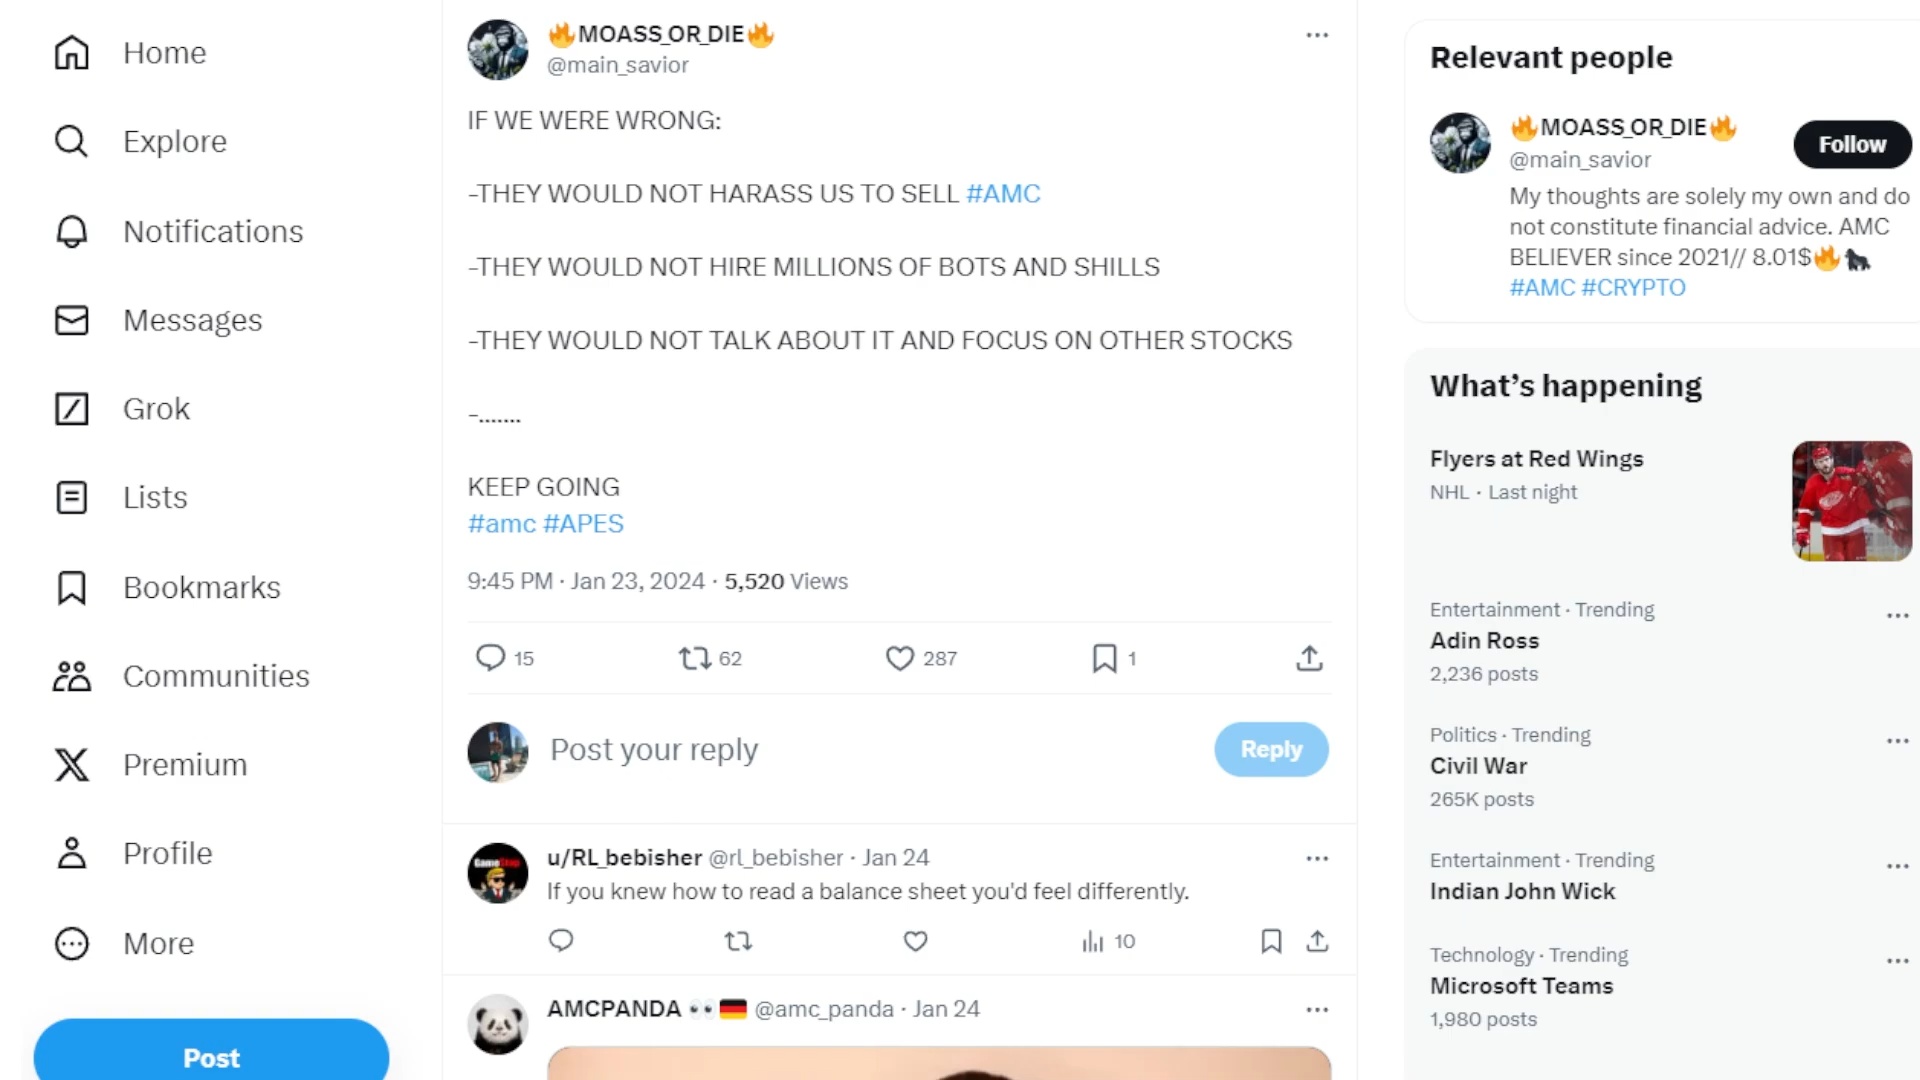 Home
Explore
Notifications
Messages
Grok
Lists
Bookmarks
Communities
Premium
Profile
More
Post
🔥MOASS_OR_DIE🔥
@main_savior
IF WE WERE WRONG:
-THEY WOULD NOT HARASS US TO SELL #AMC
-THEY WOULD NOT HIRE MILLIONS OF BOTS AND SHILLS
-THEY WOULD NOT TALK ABOUT IT AND FOCUS ON OTHER STOCKS
-.......
KEEP GOING
#amc #APES
9:45 PM · Jan 23, 2024 · 5,520 Views
15 62 287 1
Post your reply
Reply
u/RL_bebisher @rl_bebisher · Jan 24
If you knew how to read a balance sheet you'd feel differently.
10
AMCPANDA 👀🇩🇪 @amc_panda · Jan 24
Relevant people
🔥MOASS_OR_DIE🔥
@main_savior
Follow
My thoughts are solely my own and do
not constitute financial advice. AMC
BELIEVER since 2021// 8.01$🔥🦍
#AMC #CRYPTO
What's happening
Flyers at Red Wings
NHL · Last night
Entertainment · Trending
Adin Ross
2,236 posts
Politics · Trending
Civil War
265K posts
Entertainment · Trending
Indian John Wick
Technology · Trending
Microsoft Teams
1,980 posts
GameStop